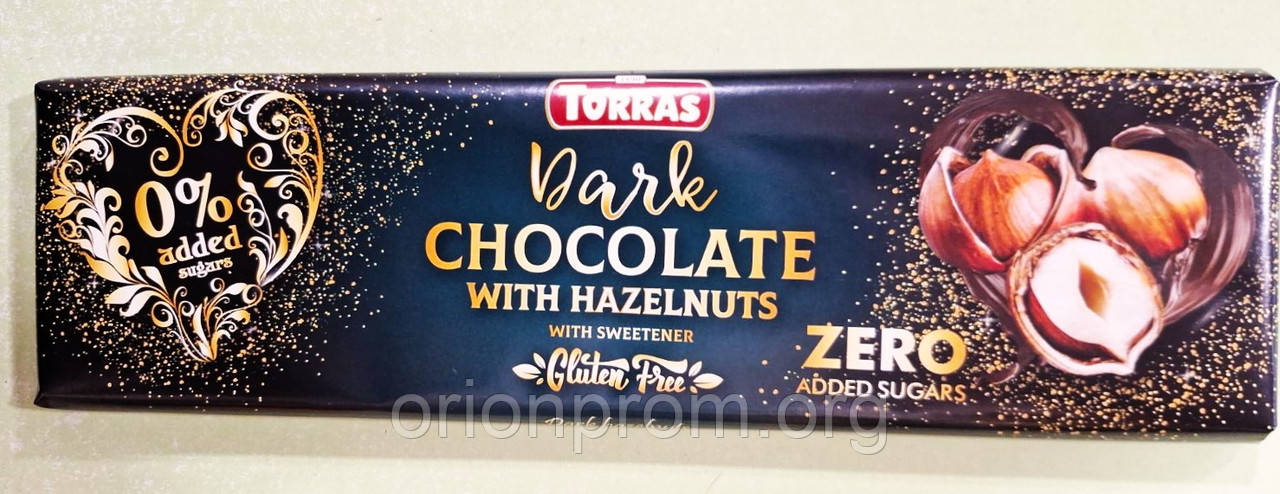 TORRAS
Dark
CHOCOLATE
WITH HAZELNUTS
WITH SWEETENER
Gluten Free
0%
added
sugars
ZERO
ADDED SUGARS
orionprom.org